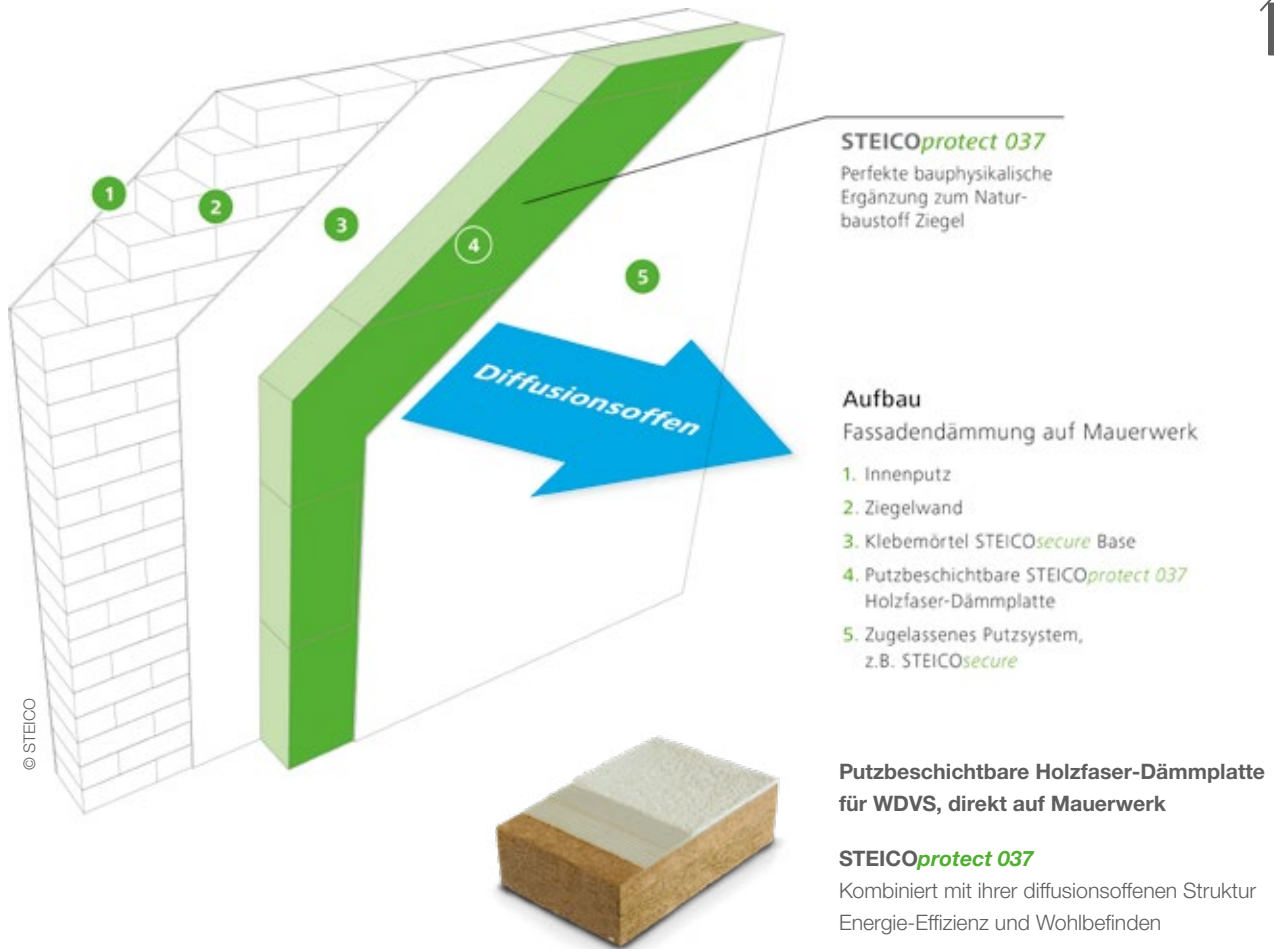 1
2
3
4
5
STEICOprotect 037
Perfekte bauphysikalische
Ergänzung zum Natur-
baustoff Ziegel
Diffusionsoffen
Aufbau
Fassadendämmung auf Mauerwerk
1. Innenputz
2. Ziegelwand
3. Klebemörtel STEICOsecure Base
4. Putzbeschichtbare STEICOprotect 037
Holzfaser-Dämmplatte
5. Zugelassenes Putzsystem,
z.B. STEICOsecure
© STEICO
Putzbeschichtbare Holzfaser-Dämmplatte
für WDVS, direkt auf Mauerwerk
STEICOprotect 037
Kombiniert mit ihrer diffusionsoffenen Struktur
Energie-Effizienz und Wohlbefinden